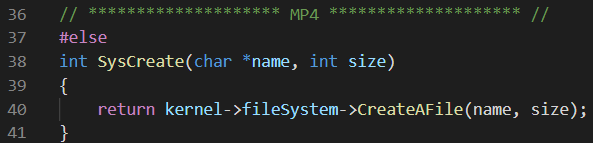 36 // ******************** MP4 ******************** //
37 #else
38 int SysCreate(char *name, int size)
39 {
40     return kernel->fileSystem->CreateAFile(name, size);
41 }